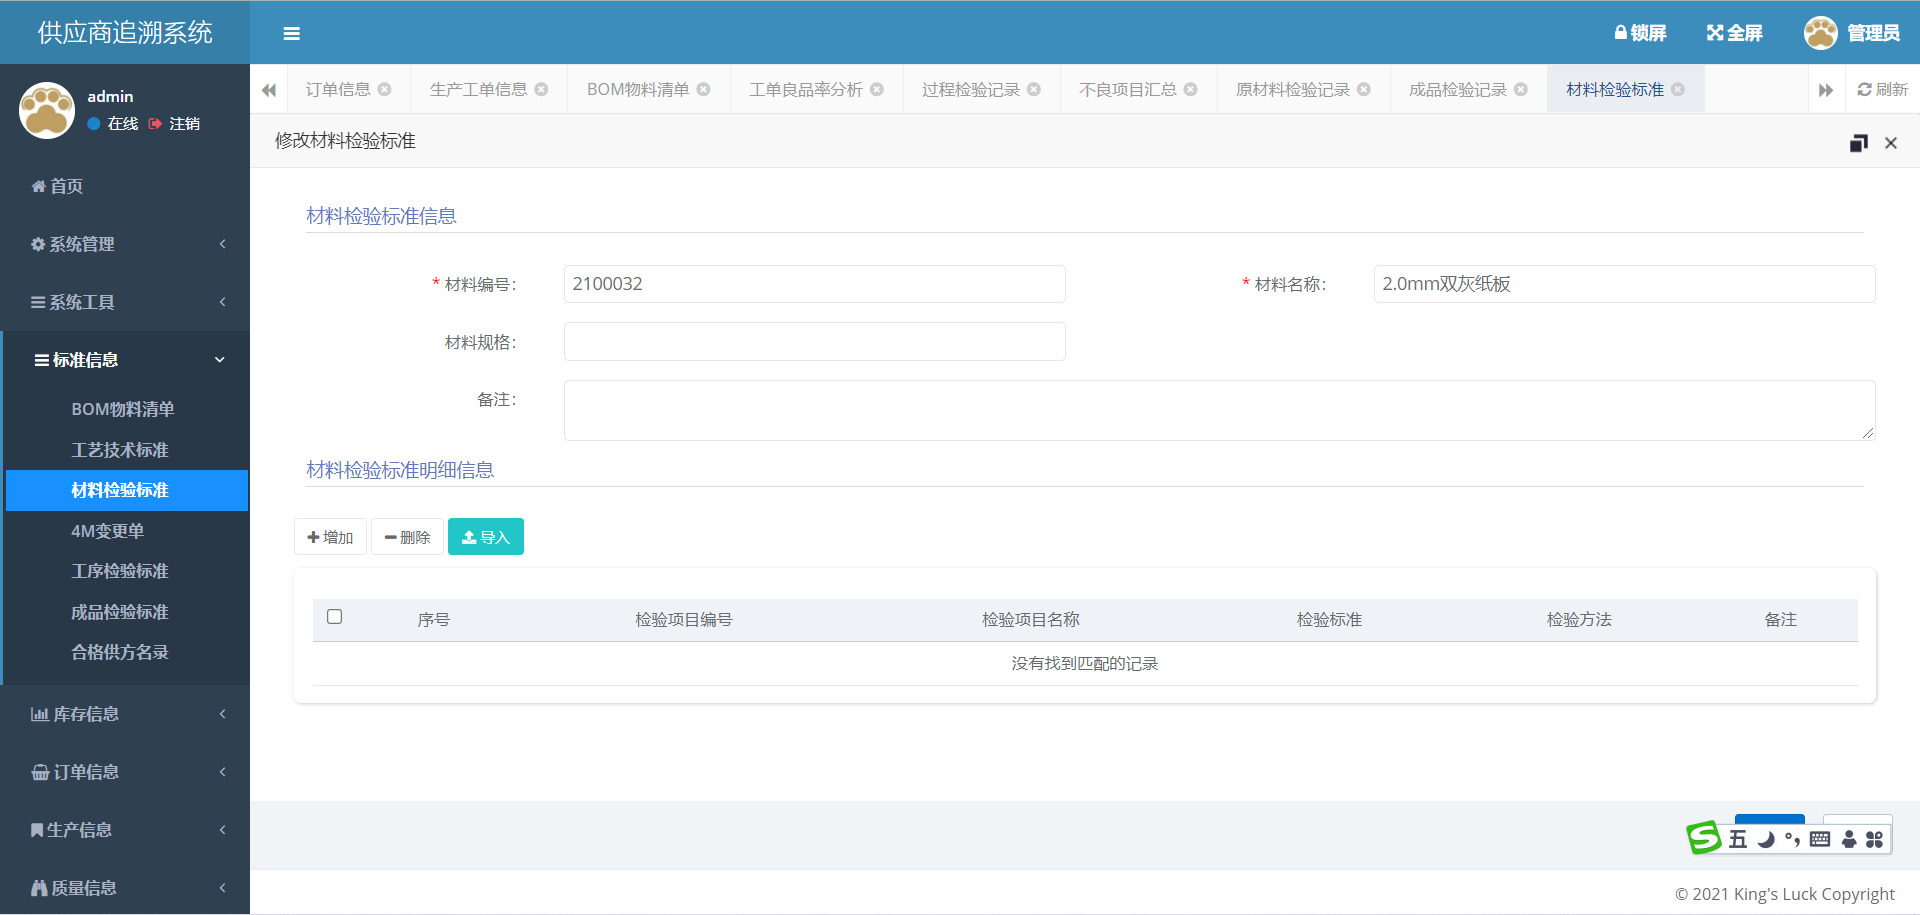 供应商追溯系统
锁屏
全屏
管理员
admin
在线
注销
订单信息
生产工单信息
BOM物料清单
工单良品率分析
过程检验记录
不良项目汇总
原材料检验记录
成品检验记录
材料检验标准
刷新
首页
系统管理
系统工具
标准信息
BOM物料清单
工艺技术标准
材料检验标准
4M变更单
工序检验标准
成品检验标准
合格供方名录
库存信息
订单信息
生产信息
质量信息
修改材料检验标准
材料检验标准信息
* 材料编号： 2100032
* 材料名称： 2.0mm双灰纸板
材料规格：
备注：
材料检验标准明细信息
增加
删除
导入
序号 检验项目编号 检验项目名称 检验标准 检验方法 备注
没有找到匹配的记录
五
© 2021 King's Luck Copyright